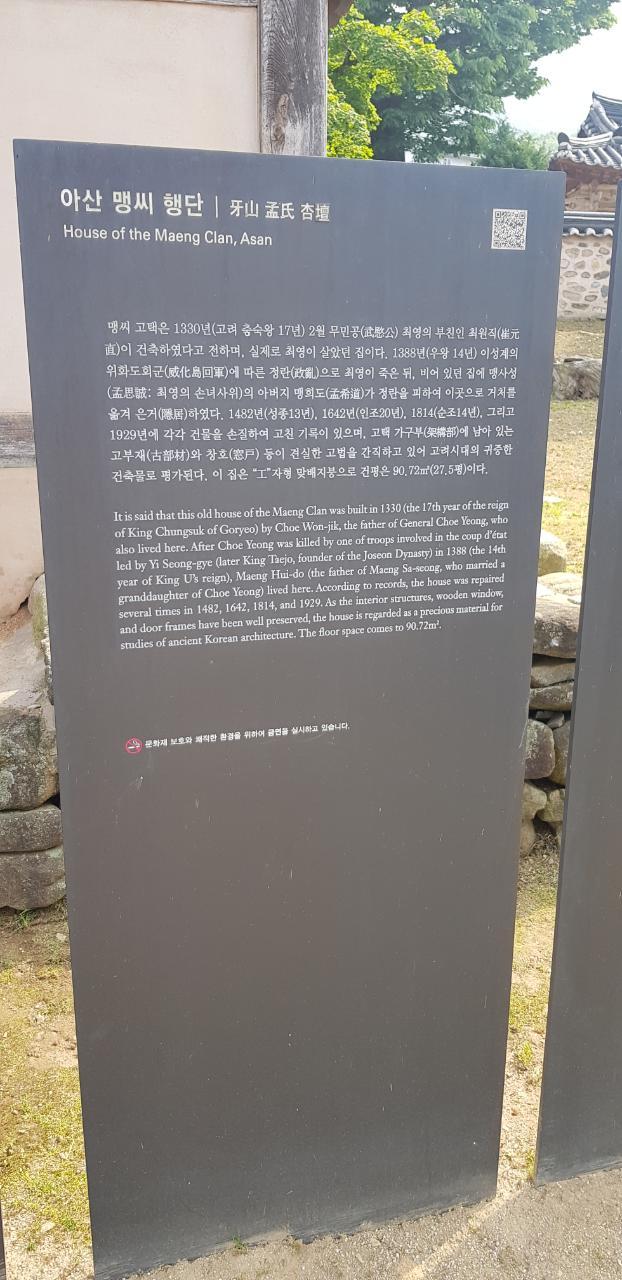 아산 맹씨 행단 | 牙山 孟氏 杏壇
House of the Maeng Clan, Asan
맹씨 고택은 1330년(고려 충숙왕 17년) 2월 무민공(武愍公) 최영의 부친인 최원직(崔元
直)이 건축하였다고 전하며, 실제로 최영이 살았던 집이다. 1388년(우왕 14년) 이성계의
위화도회군(威化島回軍)에 따른 정란(政亂)으로 최영이 죽은 뒤, 비어 있던 집에 맹사성
(孟思誠: 최영의 손녀사위)의 아버지 맹희도(孟希道)가 정란을 피하여 이곳으로 거처를
옮겨 은거(隱居)하였다. 1482년(성종13년), 1642년(인조20년), 1814(순조14년), 그리고
1929년에 각각 건물을 손질하여 고친 기록이 있으며, 고택 가구부(架構部)에 남아 있는
고부재(古部材)와 창호(窓戶) 등이 견실한 고법을 간직하고 있어 고려시대의 귀중한
건축물로 평가된다. 이 집은 “工”자형 맞배지붕으로 건평은 90.72㎡(27.5평)이다.
It is said that this old house of the Maeng Clan was built in 1330 (the 17th year of the reign
of King Chungsuk of Goryeo) by Choe Won-jik, the father of General Choe Yeong, who
also lived here. After Choe Yeong was killed by one of troops involved in the coup d’état
led by Yi Seong-gye (later King Taejo, founder of the Joseon Dynasty) in 1388 (the 14th
year of King U’s reign), Maeng Hui-do (the father of Maeng Sa-seong, who married a
granddaughter of Choe Yeong) lived here. According to records, the house was repaired
several times in 1482, 1642, 1814, and 1929. As the interior structures, wooden window,
and door frames have been well preserved, the house is regarded as a precious material for
studies of ancient Korean architecture. The floor space comes to 90.72㎡.
문화재 보호와 쾌적한 환경을 위하여 금연을 실시하고 있습니다.